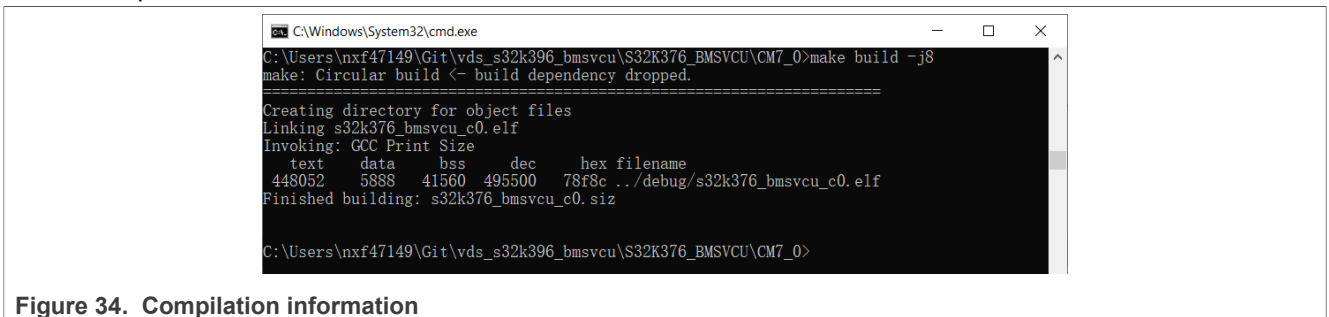 C:\Windows\System32\cmd.exe
C:\Users\nxf47149\Git\vds_s32k396_bmsvcu\S32K376_BMSVCU\CM7_0>make build -j8
make: Circular build <- build dependency dropped.
======================================================================
Creating directory for object files
Linking s32k376_bmsvcu_c0.elf
Invoking: GCC Print Size
text data bss dec hex filename
448052 5888 41560 495500 78f8c ../debug/s32k376_bmsvcu_c0.elf
Finished building: s32k376_bmsvcu_c0.siz
C:\Users\nxf47149\Git\vds_s32k396_bmsvcu\S32K376_BMSVCU\CM7_0>
Figure 34. Compilation information